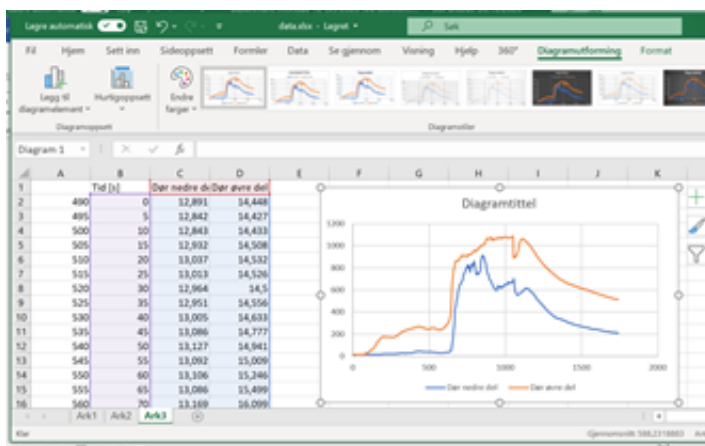 Lagre automatisk
data.xlsx - Lagret
Søk
Fil Hjem Sett inn Sideoppsett Formler Data Se gjennom Visning Hjelp 360° Diagramutforming Format
Legg til diagramelement
Hurtigoppsett
Endre farger
Diagramoppsett
Diagramstiler
Diagram 1
fx
A B C D E F G H I J K
1 Tid [s] Dør nedre de Dør øvre del
2 490 0 12,891 14,448
3 495 5 12,842 14,427
4 500 10 12,843 14,433
5 505 15 12,932 14,508
6 510 20 13,037 14,532
7 515 25 13,013 14,526
8 520 30 12,964 14,5
9 525 35 12,951 14,556
10 530 40 13,005 14,633
11 535 45 13,086 14,777
12 540 50 13,127 14,941
13 545 55 13,092 15,009
14 550 60 13,106 15,246
15 555 65 13,086 15,499
16 560 70 13,169 16,099
Diagramtittel
1200
1000
800
600
400
200
0
0 500 1000 1500 2000
Dør nedre del Dør øvre del
Ark1 Ark2 Ark3
Klar